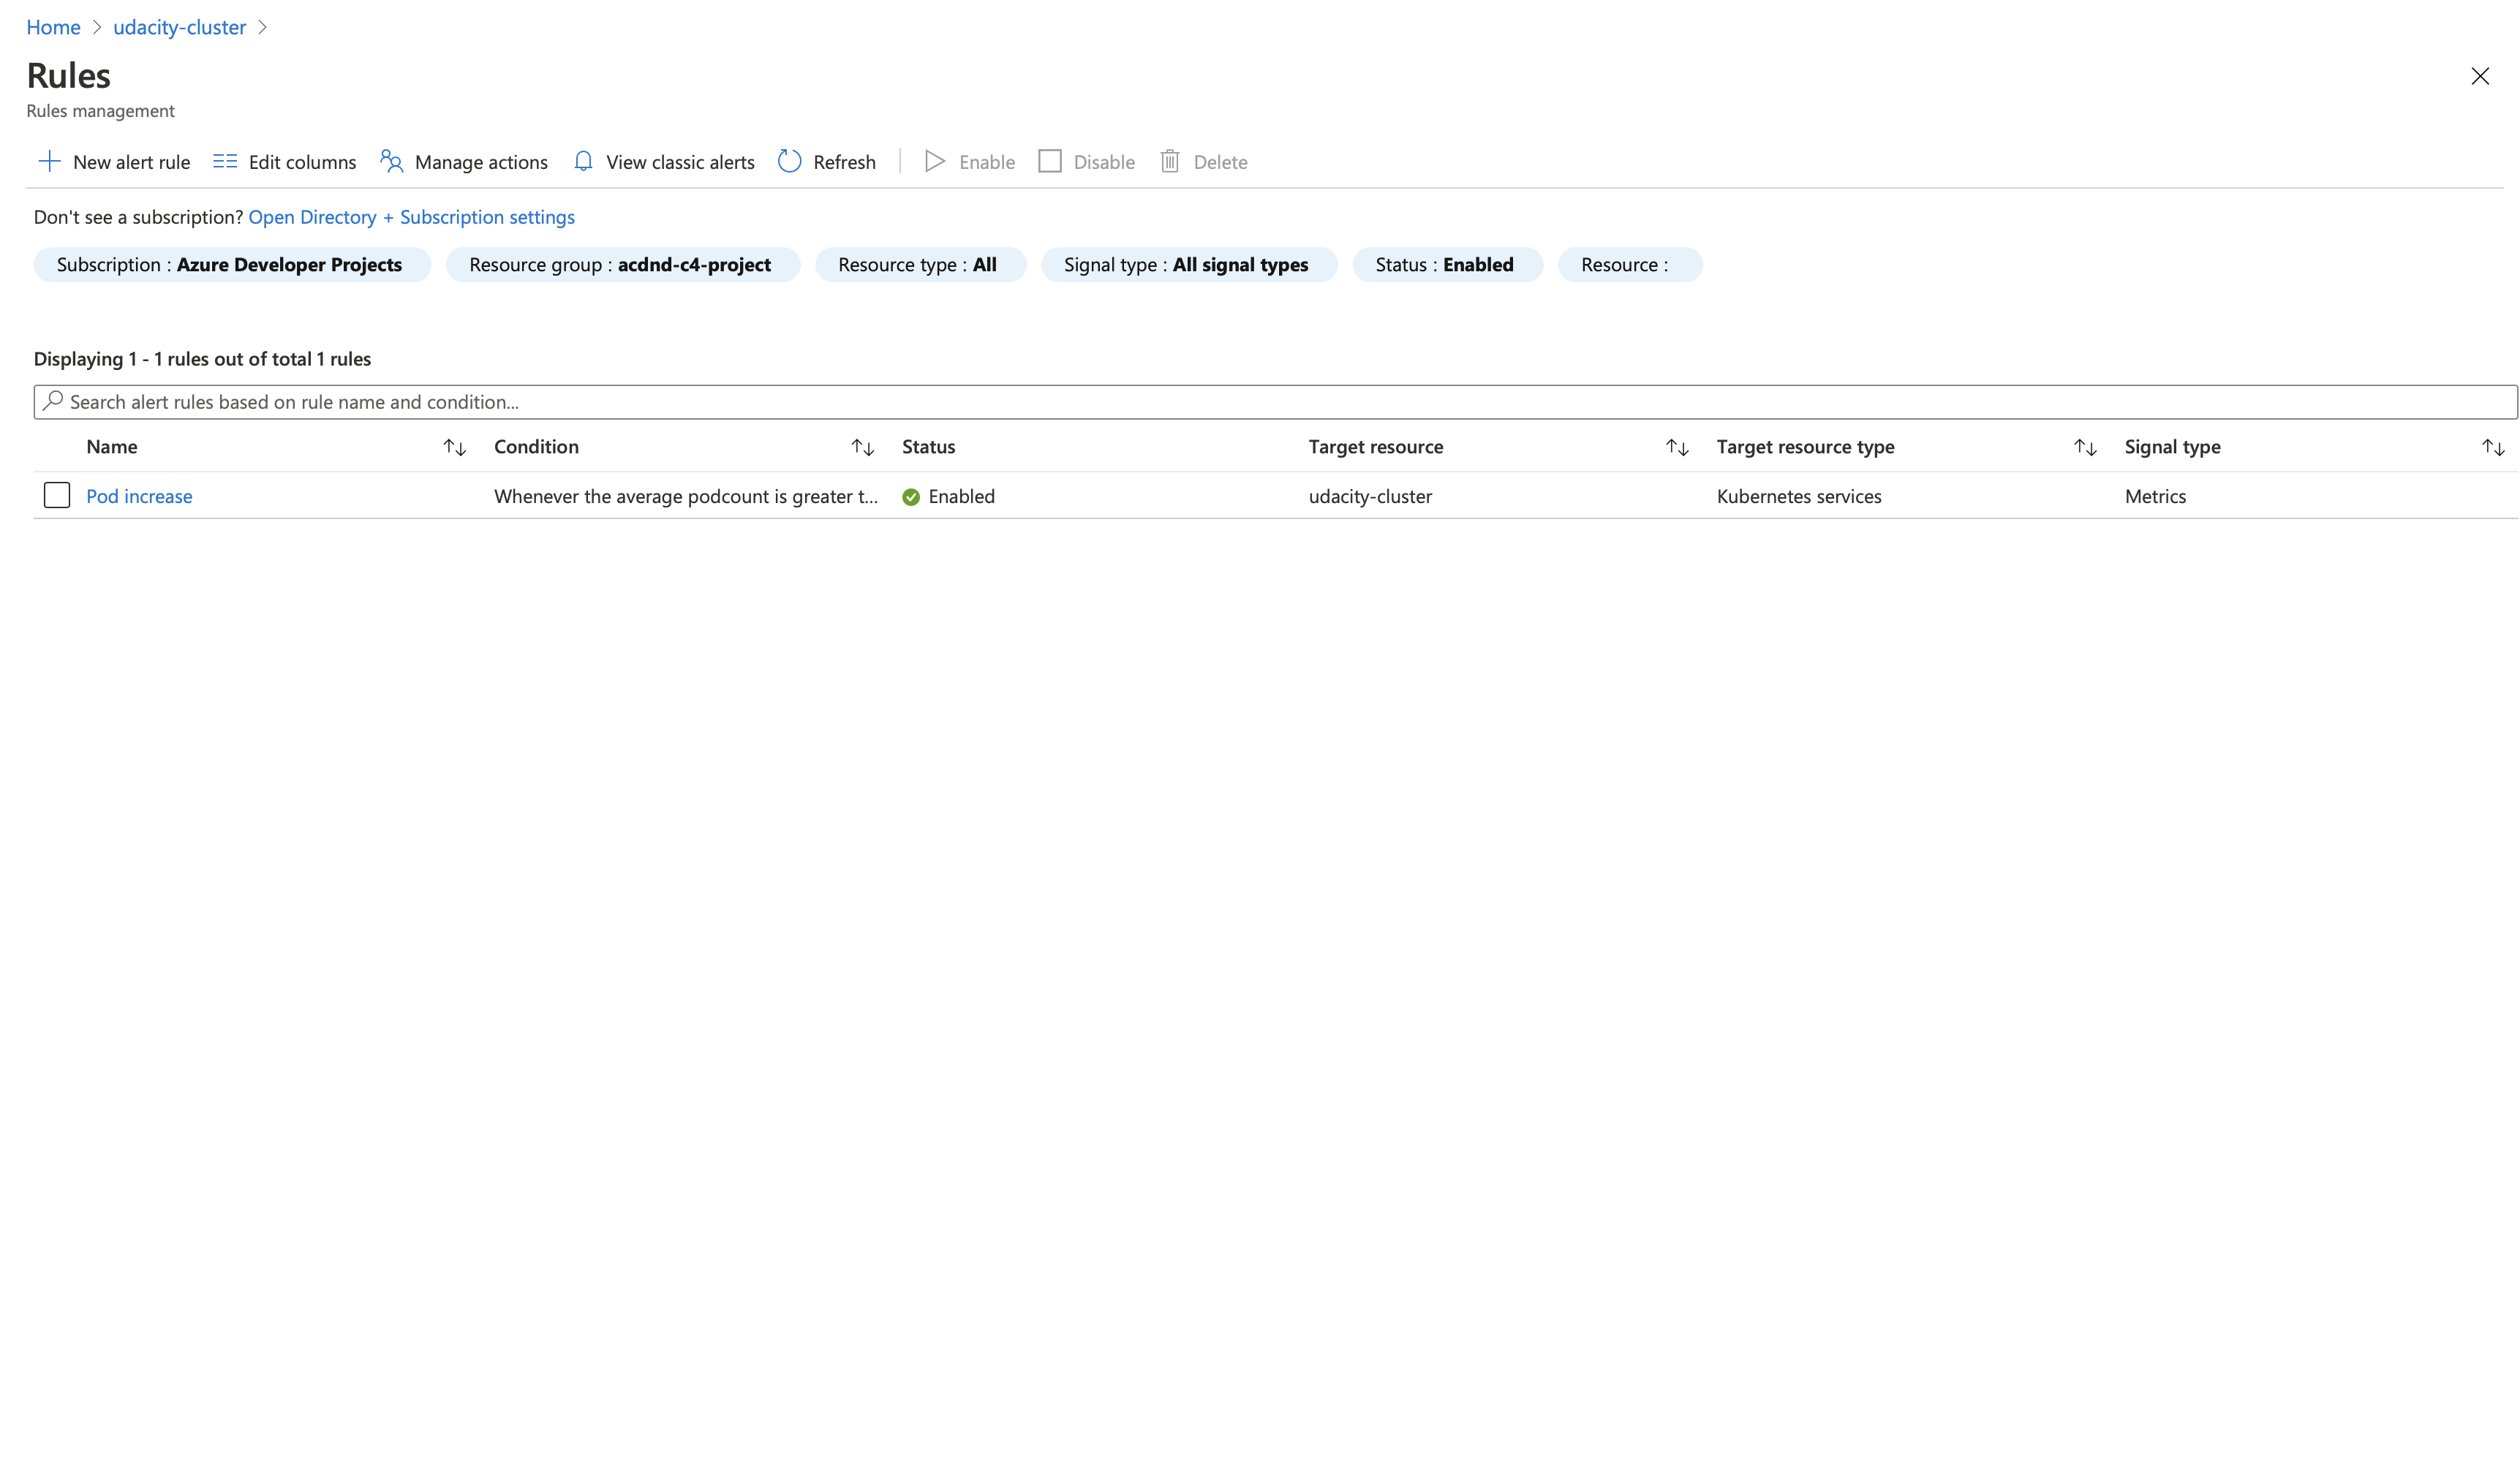 Home > udacity-cluster >
Rules
Rules management
New alert rule Edit columns Manage actions View classic alerts Refresh Enable Disable Delete
Don't see a subscription? Open Directory + Subscription settings
Subscription : Azure Developer Projects Resource group : acdnd-c4-project Resource type : All Signal type : All signal types Status : Enabled Resource :
Displaying 1 - 1 rules out of total 1 rules
Search alert rules based on rule name and condition...
Name Condition Status Target resource Target resource type Signal type
Pod increase Whenever the average podcount is greater t... Enabled udacity-cluster Kubernetes services Metrics